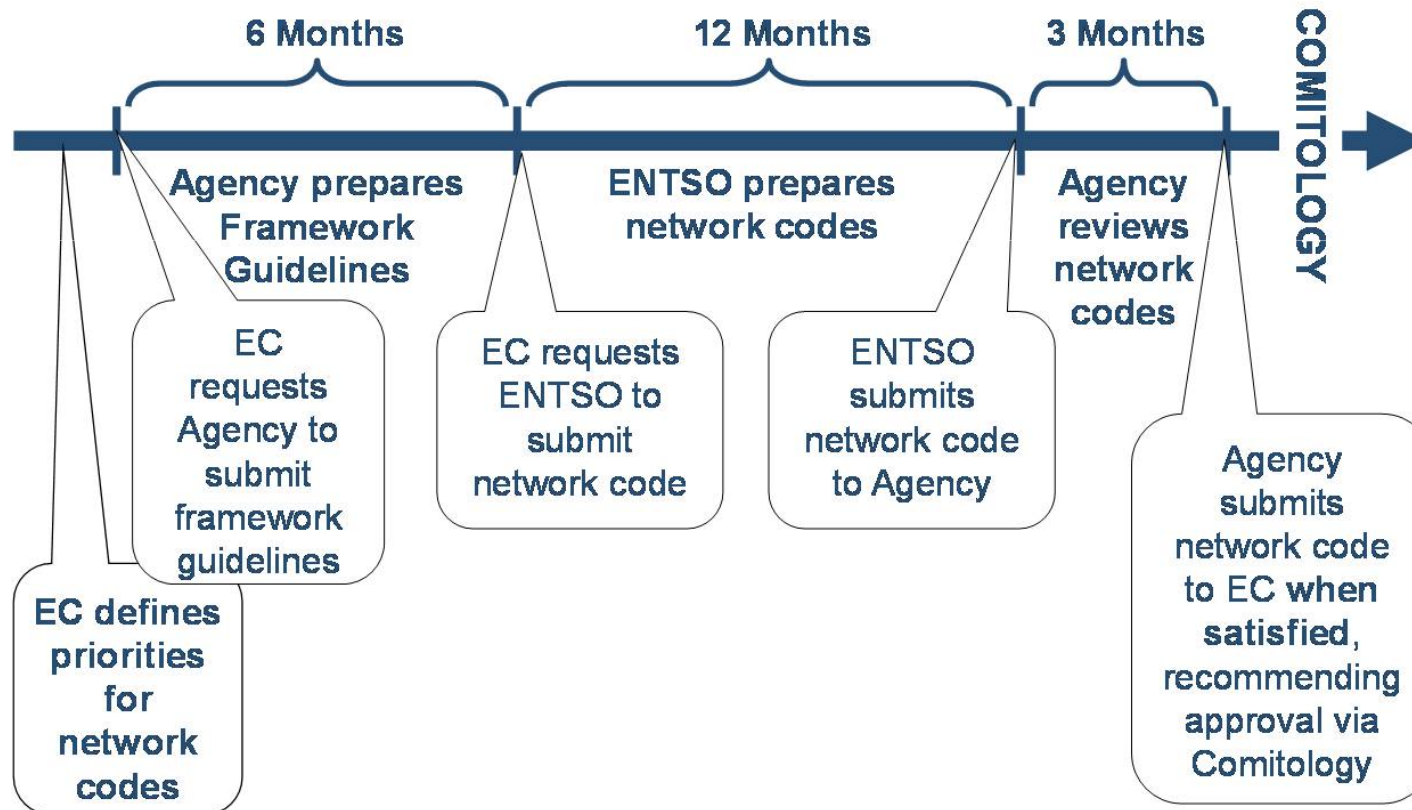 6 Months
12 Months
3 Months
COMITOLOGY
Agency prepares
Framework
Guidelines
ENTSO prepares
network codes
Agency
reviews
network
codes
EC defines
priorities
for
network
codes
EC
requests
Agency to
submit
framework
guidelines
EC requests
ENTSO to
submit
network code
ENTSO
submits
network code
to Agency
Agency
submits
network code
to EC when
satisfied,
recommending
approval via
Comitology